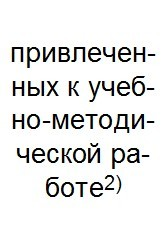 привлечен-
ных к учеб-
но-методи-
ческой ра-
боте2)